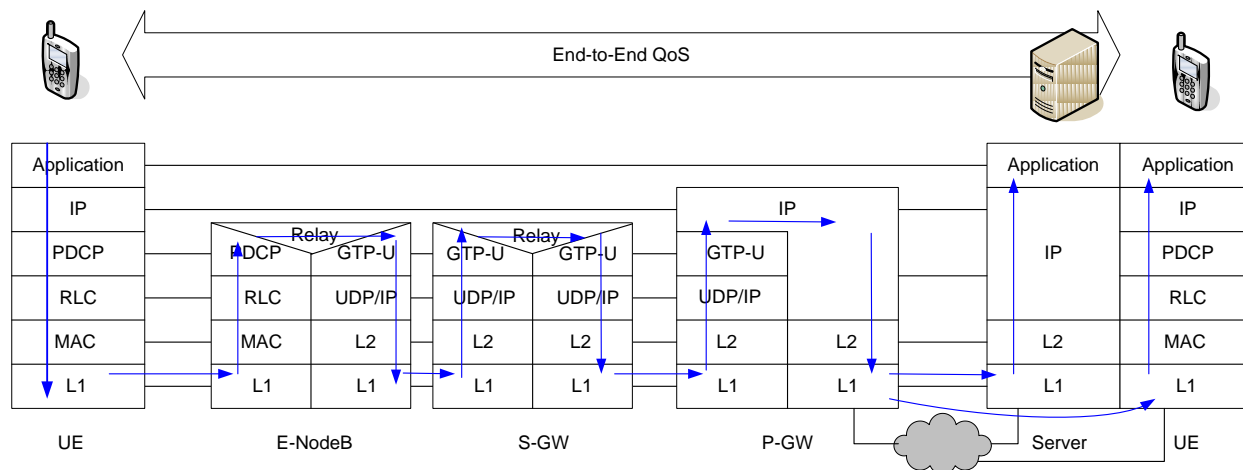 End-to-End QoS
Application
Application
Application
IP
IP
IP
Relay
Relay
PDCP
PDCP
GTP-U
GTP-U
GTP-U
GTP-U
IP
PDCP
RLC
RLC
UDP/IP
UDP/IP
UDP/IP
UDP/IP
RLC
MAC
MAC
L2
L2
L2
L2
L2
L2
MAC
L1
L1
L1
L1
L1
L1
L1
L1
L1
UE
E-NodeB
S-GW
P-GW
Server
UE